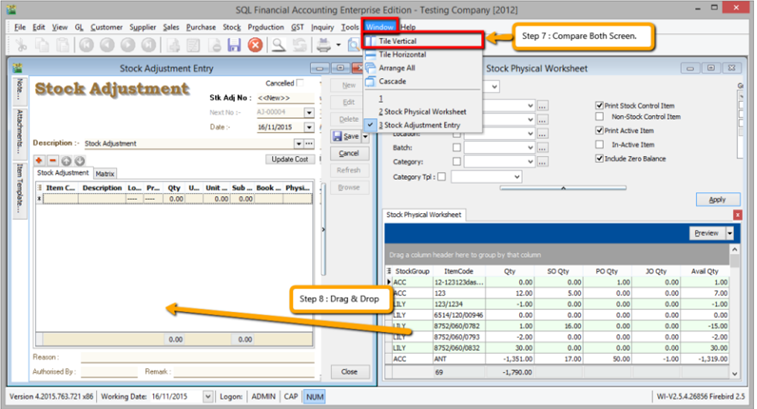 SQL Financial Accounting Enterprise Edition - Testing Company [2012]
File Edit View GL Customer Supplier Sales Purchase Stock Production GST Inquiry Tools Window
Step 7 : Compare Both Screen.
Tile Vertical
Tile Horizontal
Arrange All
Cascade
1
2 Stock Physical Worksheet
3 Stock Adjustment Entry
Stock Adjustment Entry
Note...
Attachments...
Item Template...
Stock Adjustment
Cancelled
Stk Adj No : <<New>>
Next No :- AJ-00004
Date :- 16/11/2015
Description :- Stock Adjustment
Update Cost
Stock Adjustment Matrix
Item C... Description Lo... Pr... Qty U... Unit ... Sub ... Book ... Physi...
---- ---- 0.00 0.00 0.00
0.00 0.00
Reason :
Authorised By : Remark :
New
Edit
Delete
Save
Cancel
Refresh
Browse
Close
Step 8 : Drag & Drop
Stock Physical Worksheet
Location:
Batch:
Category:
Category Tpl :
Print Stock Control Item
Non-Stock Control Item
Print Active Item
In-Active Item
Include Zero Balance
Apply
Stock Physical Worksheet
Preview
Drag a column header here to group by that column
StockGroup ItemCode Qty SO Qty PO Qty JO Qty Avail Qty
ACC 12-123123das... 0.00 0.00 1.00 0.00 1.00
ACC 123 12.00 5.00 0.00 0.00 7.00
LILY 123/1234 -1.00 0.00 0.00 0.00 -1.00
LILY 6514/120/00946 0.00 0.00 0.00 0.00 0.00
LILY 8752/060/0782 1.00 16.00 0.00 0.00 -15.00
LILY 8752/060/0793 -2.00 0.00 0.00 0.00 -2.00
LILY 8752/060/0832 30.00 0.00 0.00 0.00 30.00
ACC ANT -1,351.00 17.00 50.00 -1.00 -1,319.00
69 -1,790.00
Version 4.2015.763.721 x86 Working Date: 16/11/2015 Logon: ADMIN CAP NUM WI-V2.5.4.26856 Firebird 2.5